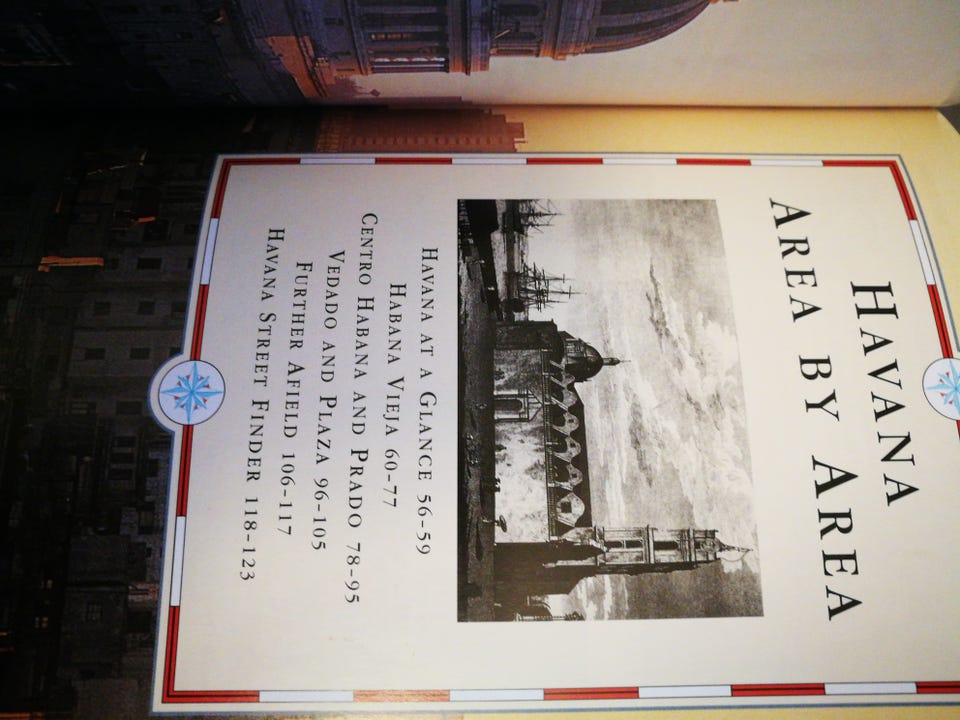 HAVANA
AREA BY AREA
HAVANA AT A GLANCE 56-59
HABANA VIEJA 60-77
CENTRO HABANA AND PRADO 78-95
VEDADO AND PLAZA 96-105
FURTHER AFIELD 106-117
HAVANA STREET FINDER 118-123